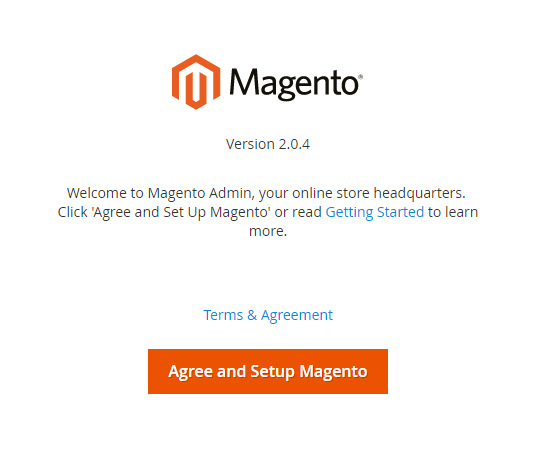 Magento®
Version 2.0.4
Welcome to Magento Admin, your online store headquarters.
Click 'Agree and Set Up Magento' or read Getting Started to learn
more.
Terms & Agreement
Agree and Setup Magento